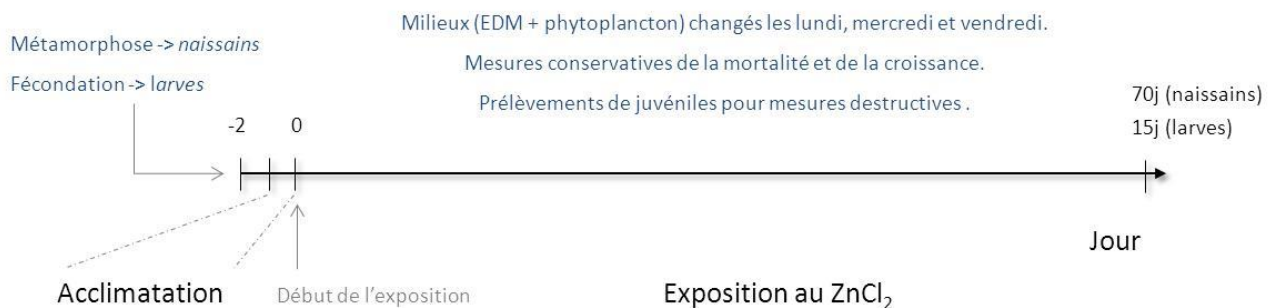 Milieux (EDM + phytoplancton) changés les lundi, mercredi et vendredi.
Métamorphose -> naissains
Fécondation -> larves
Mesures conservatives de la mortalité et de la croissance.
Prélèvements de juvéniles pour mesures destructives .
70j (naissains)
15j (larves)
-2
0
Jour
Acclimatation
Début de l'exposition
Exposition au ZnCl₂